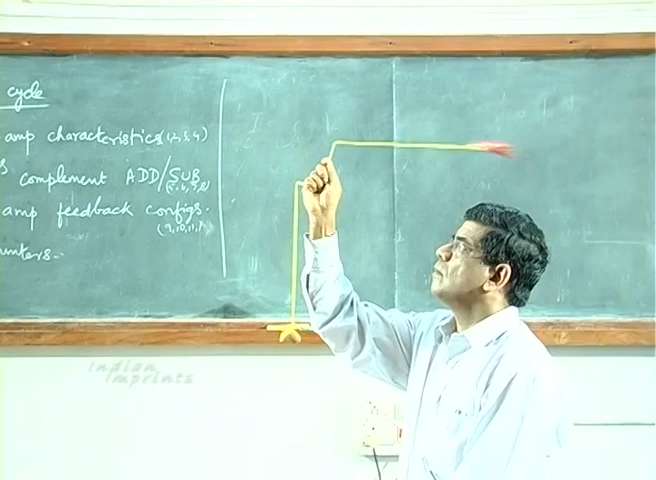 cycle
amp characteristics (1,2,3,4)
s complement ADD/SUB
(5,6,7,8)
amp feedback configs.
(9,10,11,
unters-
Indian
imprints